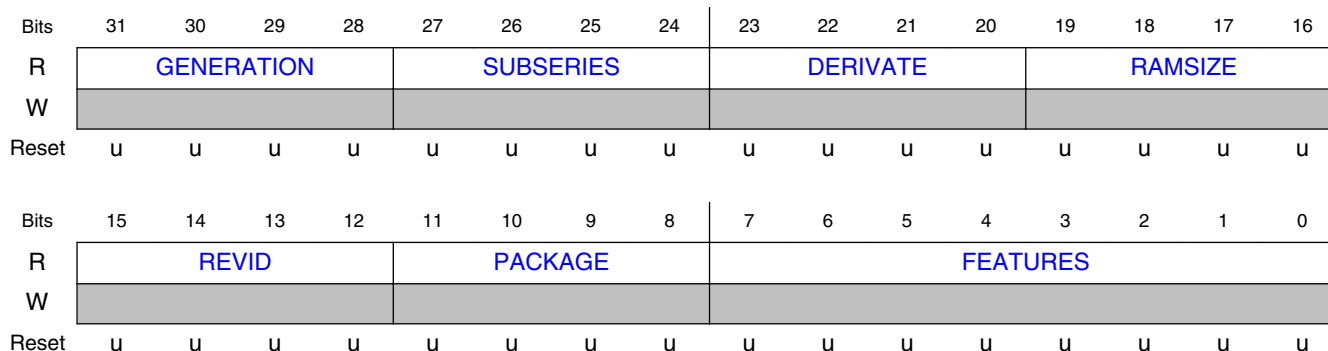 Bits 31 30 29 28 27 26 25 24 23 22 21 20 19 18 17 16
R GENERATION SUBSERIES DERIVATE RAMSIZE
W
Reset u u u u u u u u u u u u u u u u
Bits 15 14 13 12 11 10 9 8 7 6 5 4 3 2 1 0
R REVID PACKAGE FEATURES
W
Reset u u u u u u u u u u u u u u u u